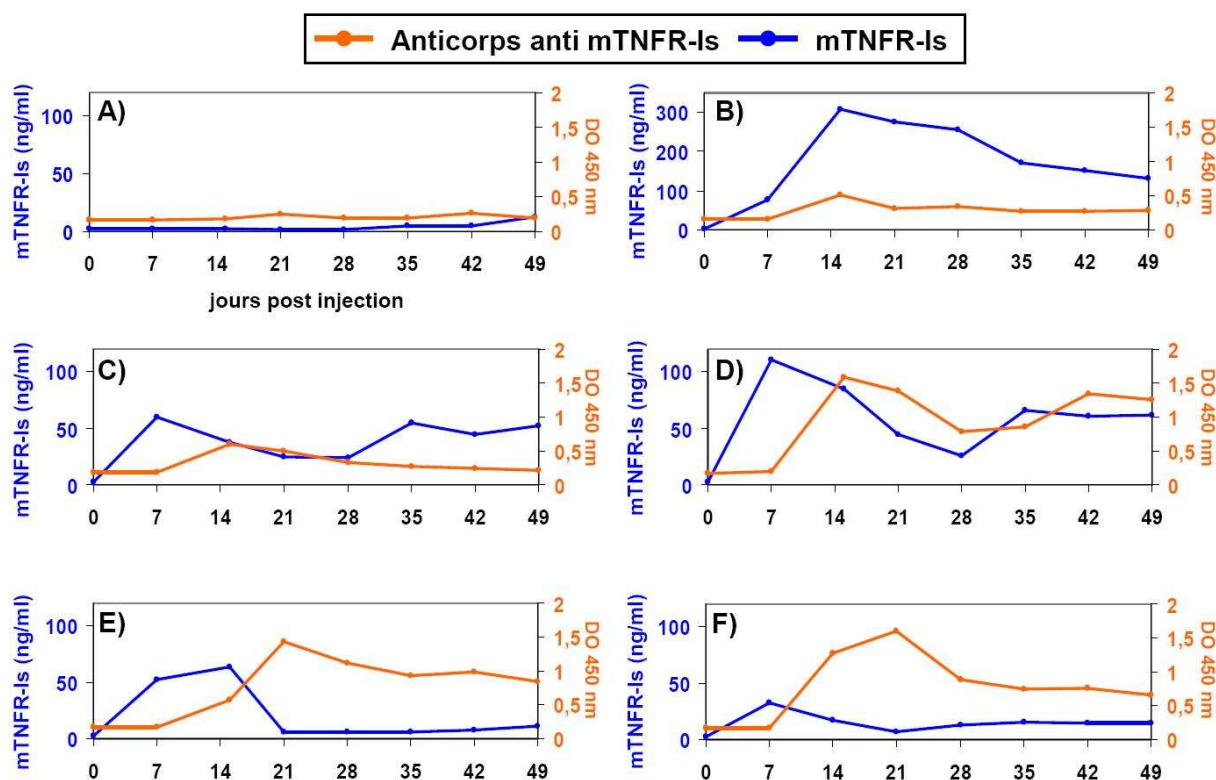 Anticorps anti mTNFR-Is mTNFR-Is
A)
mTNFR-Is (ng/ml)
100
50
0
2
1,5
1
0,5
0
DO 450 nm
0 7 14 21 28 35 42 49
jours post injection
B)
mTNFR-Is (ng/ml)
300
200
100
0
2
1,5
1
0,5
0
DO 450 nm
0 7 14 21 28 35 42 49
C)
mTNFR-Is (ng/ml)
100
50
0
2
1,5
1
0,5
0
DO 450 nm
0 7 14 21 28 35 42 49
D)
mTNFR-Is (ng/ml)
100
50
0
2
1,5
1
0,5
0
DO 450 nm
0 7 14 21 28 35 42 49
E)
mTNFR-Is (ng/ml)
100
50
0
2
1,5
1
0,5
0
DO 450 nm
0 7 14 21 28 35 42 49
F)
mTNFR-Is (ng/ml)
100
50
0
2
1,5
1
0,5
0
DO 450 nm
0 7 14 21 28 35 42 49